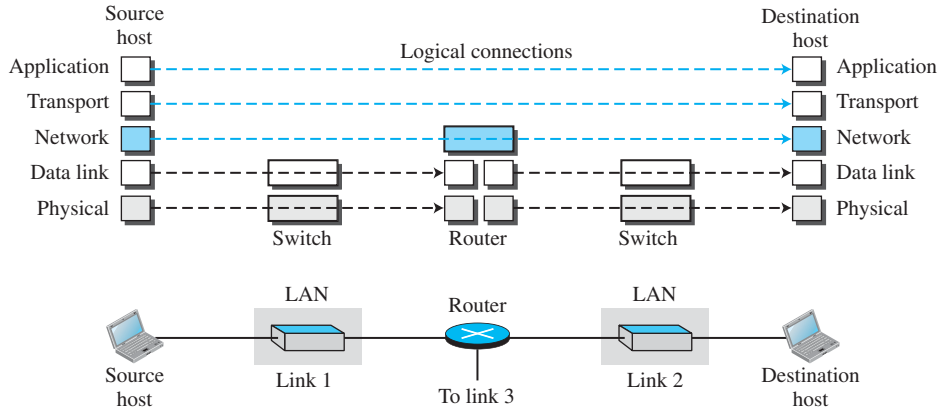 Source
host
Destination
host
Logical connections
Application
Application
Transport
Transport
Network
Network
Data link
Data link
Physical
Physical
Switch
Router
Switch
LAN
Router
LAN
Source
host
Link 1
To link 3
Link 2
Destination
host